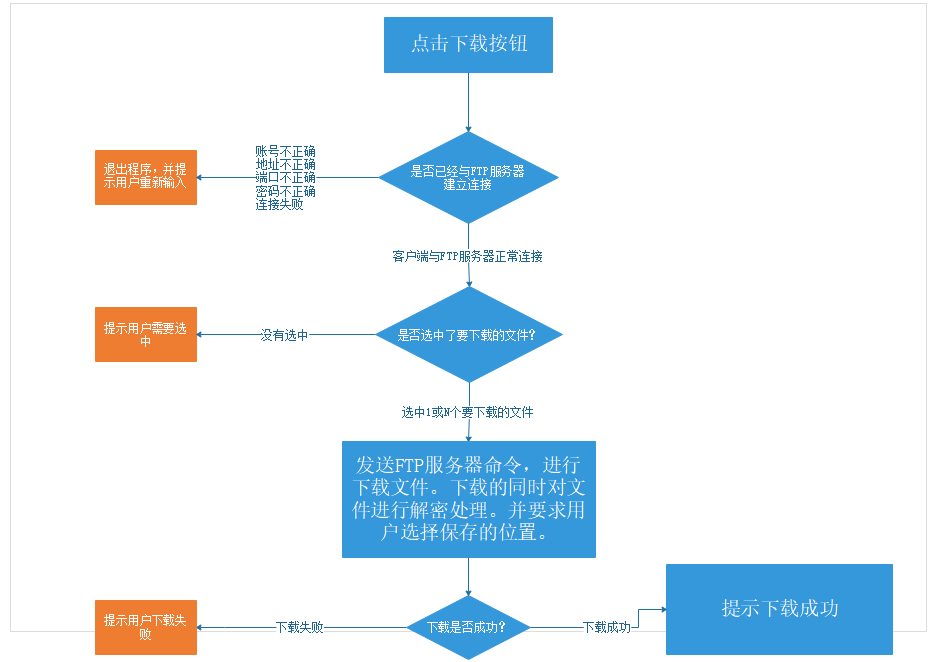 点击下载按钮
账号不正确
地址不正确
端口不正确
密码不正确
连接失败
退出程序，并提
示用户重新输入
是否已经与FTP服务器
建立连接
客户端与FTP服务器正常连接
提示用户需要选
中
没有选中
是否选中了要下载的文件？
选中1或N个要下载的文件
发送FTP服务器命令，进行
下载文件。下载的同时对文
件进行解密处理。并要求用
户选择保存的位置。
提示用户下载失
败
下载失败
下载是否成功？
下载成功
提示下载成功